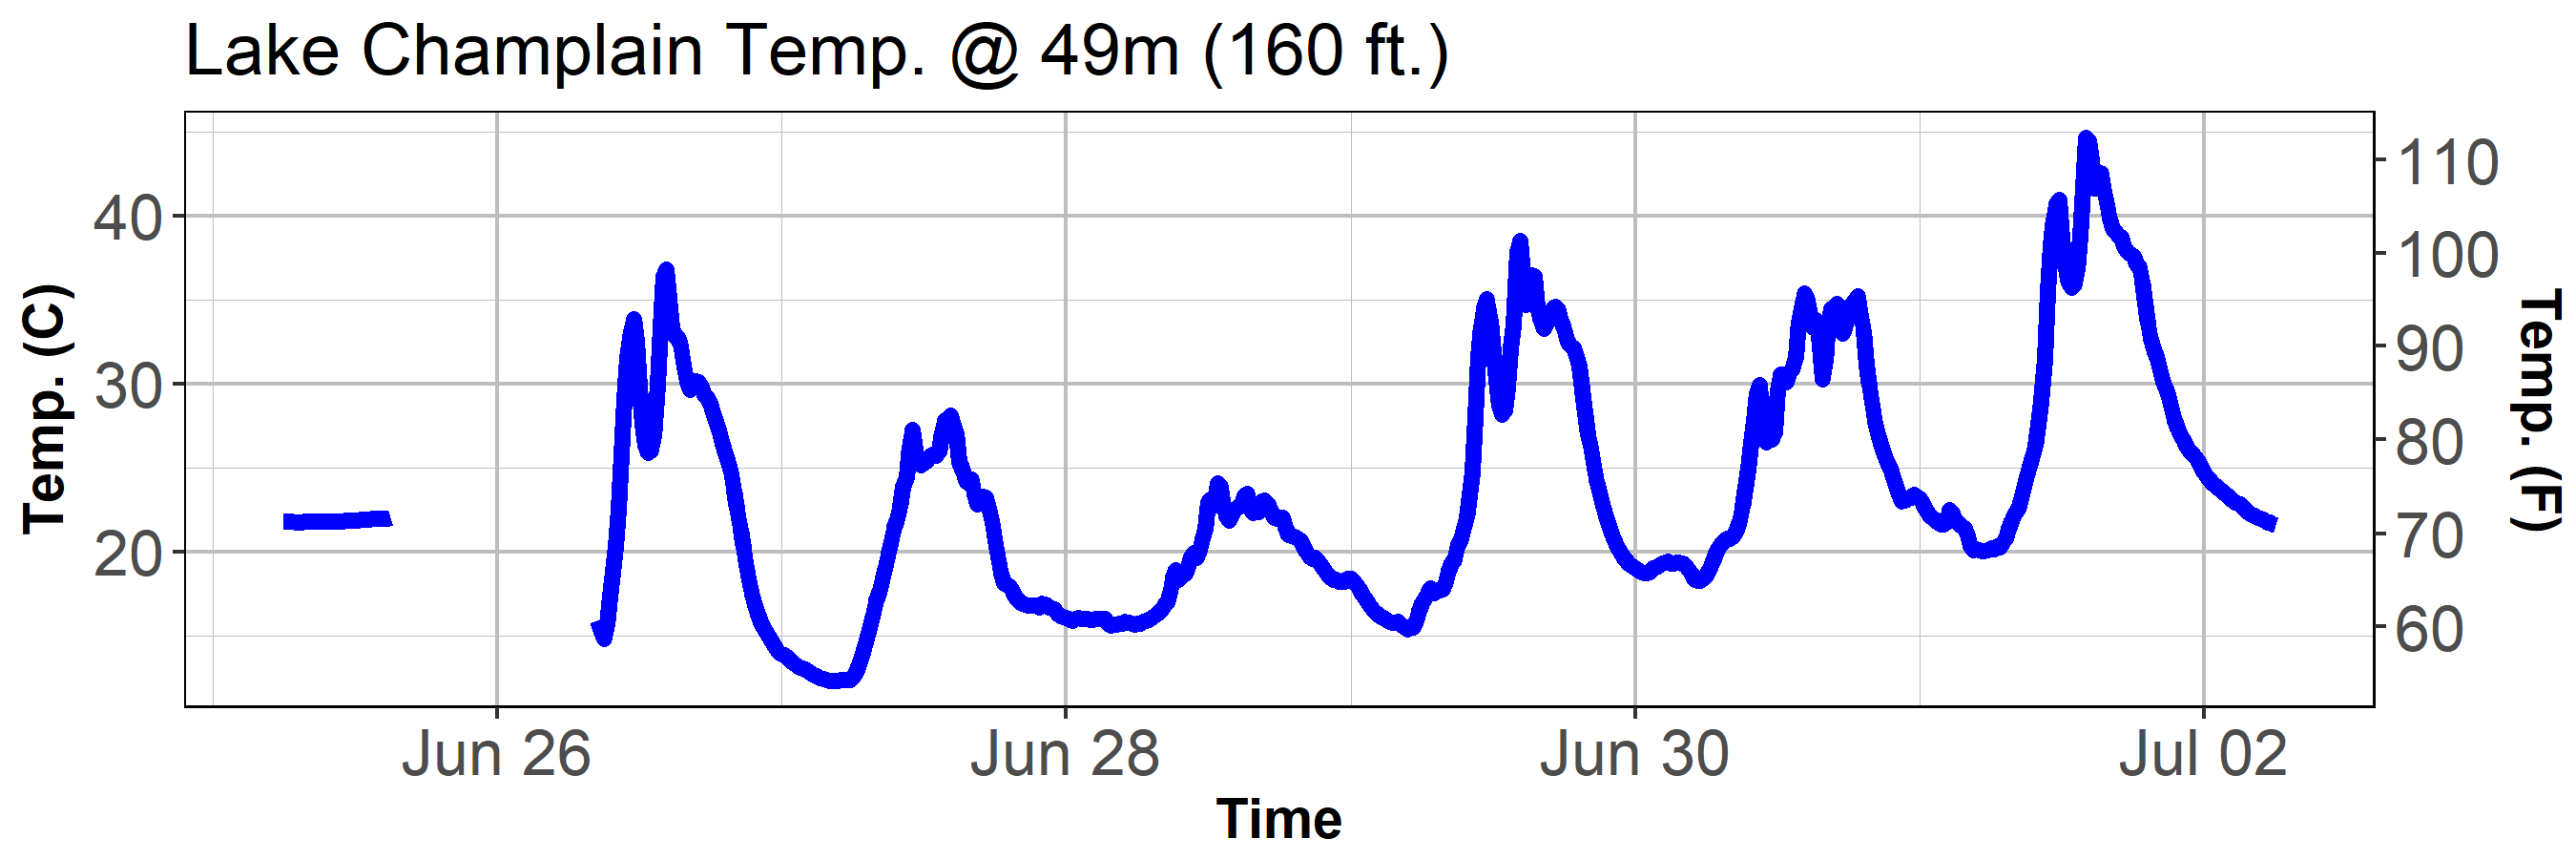 Lake Champlain Temp. @ 49m (160 ft.)
Temp. (C)
40
30
20
110
100
90
80
70
60
Temp. (F)
Jun 26
Jun 28
Jun 30
Jul 02
Time